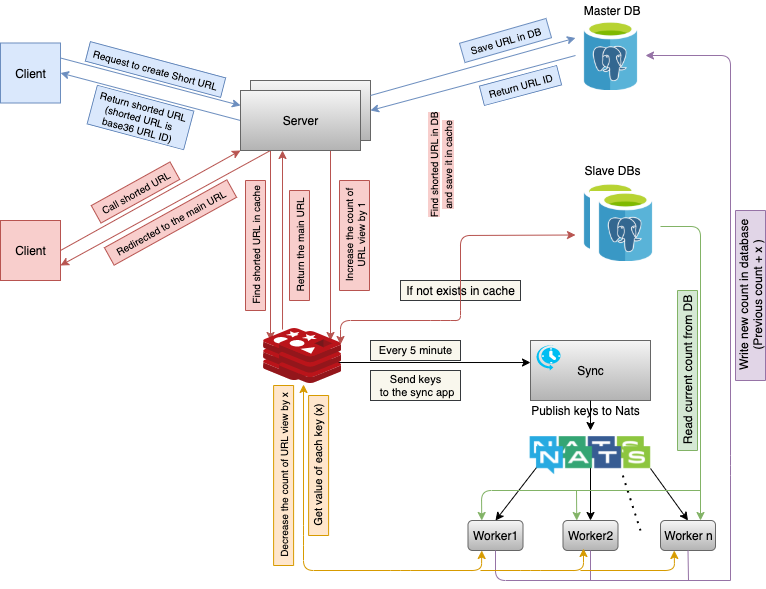 Master DB
Client
Request to create Short URL
Save URL in DB
Return shorted URL
(shorted URL is
base36 URL ID)
Return URL ID
Server
Find shorted URL in DB
and save it in cache
Slave DBs
Client
Call shorted URL
Redirected to the main URL
Find shorted URL in cache
Return the main URL
Increase the count of
URL view by 1
If not exists in cache
Write new count in database
(Previous count + x )
Read current count from DB
Every 5 minute
Send keys
to the sync app
Sync
Publish keys to Nats
NATS
NATS
Decrease the count of URL view by x
Get value of each key (x)
Worker1
Worker2
Worker n